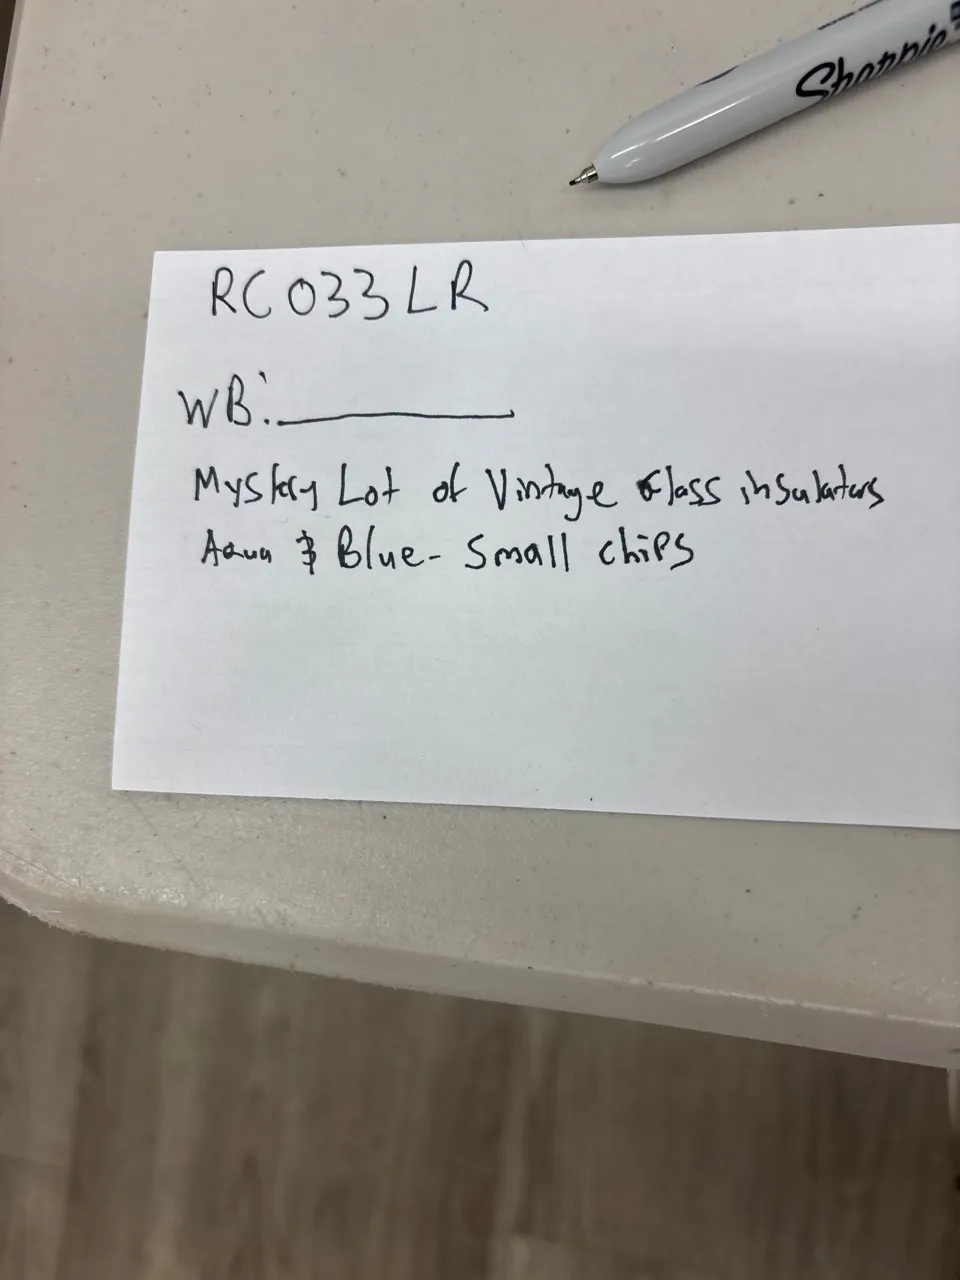 Sharpie
RC033LR
WB:
Mystery Lot of Vintage Glass insulators
Aqua & Blue- Small chips